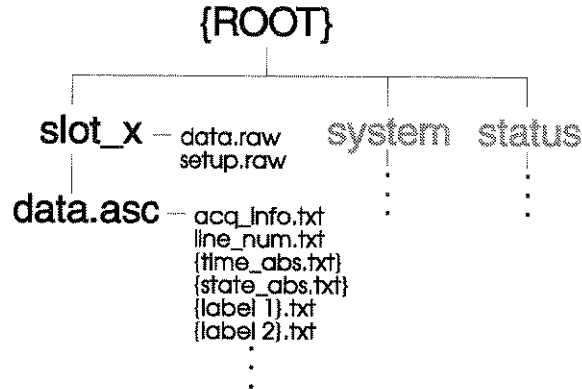 {ROOT}
slot_x data.raw system status
setup.raw
data.asc acq_info.txt
line_num.txt
{time_abs.txt}
{state_abs.txt}
{label 1}.txt
{label 2}.txt